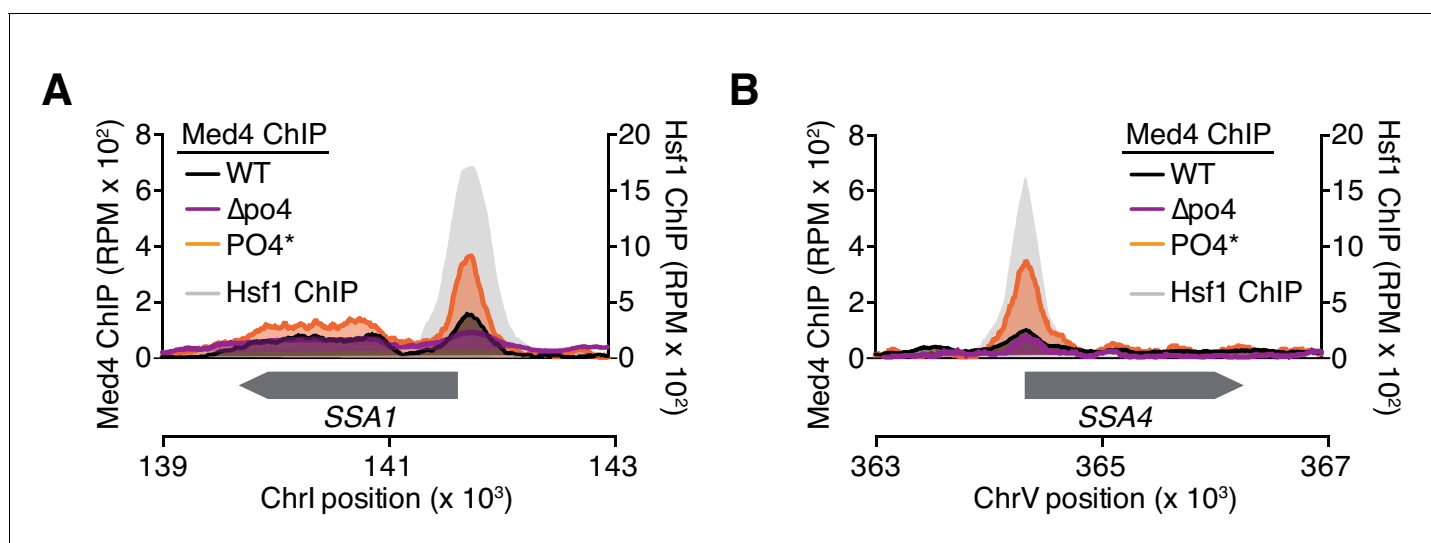 A
Med4 ChIP (RPM x 10²)
8
6
4
2
0
Med4 ChIP
WT
Δpo4
PO4*
Hsf1 ChIP
20
15
10
5
0
Hsf1 ChIP (RPM x 10²)
SSA1
139 141 143
ChrI position (x 10³)
B
Med4 ChIP (RPM x 10²)
8
6
4
2
0
Med4 ChIP
WT
Δpo4
PO4*
Hsf1 ChIP
20
15
10
5
0
Hsf1 ChIP (RPM x 10²)
SSA4
363 365 367
ChrV position (x 10³)